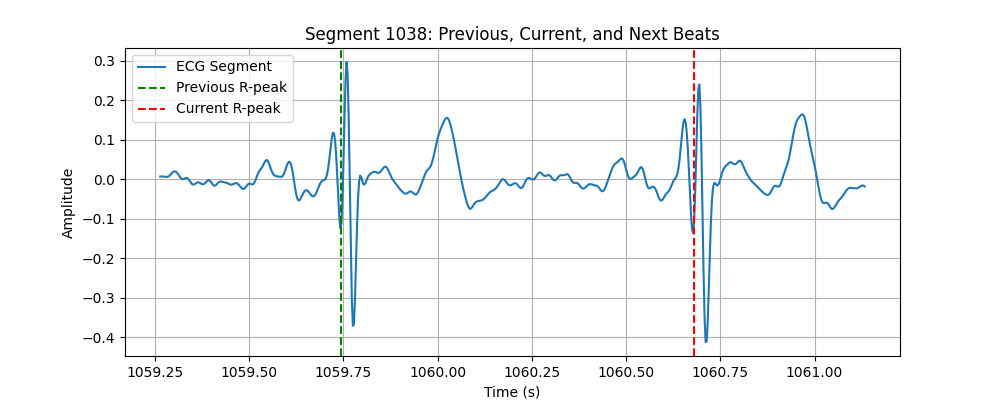 Segment 1038: Previous, Current, and Next Beats
ECG Segment
Previous R-peak
Current R-peak
0.3
0.2
0.1
0.0
−0.1
−0.2
−0.3
−0.4
Amplitude
1059.25 1059.50 1059.75 1060.00 1060.25 1060.50 1060.75 1061.00
Time (s)